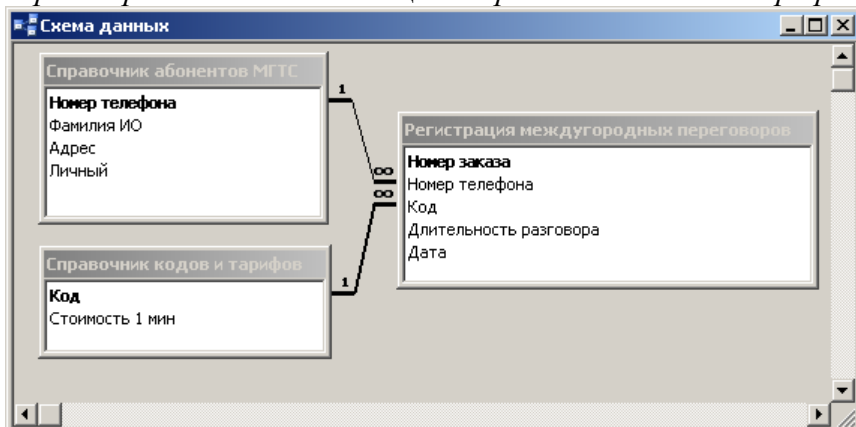 Схема данных
Справочник абонентов МГТС
Номер телефона
Фамилия ИО
Адрес
Личный
1
∞
∞
1
Регистрация междугородных переговоров
Номер заказа
Номер телефона
Код
Длительность разговора
Дата
Справочник кодов и тарифов
Код
Стоимость 1 мин